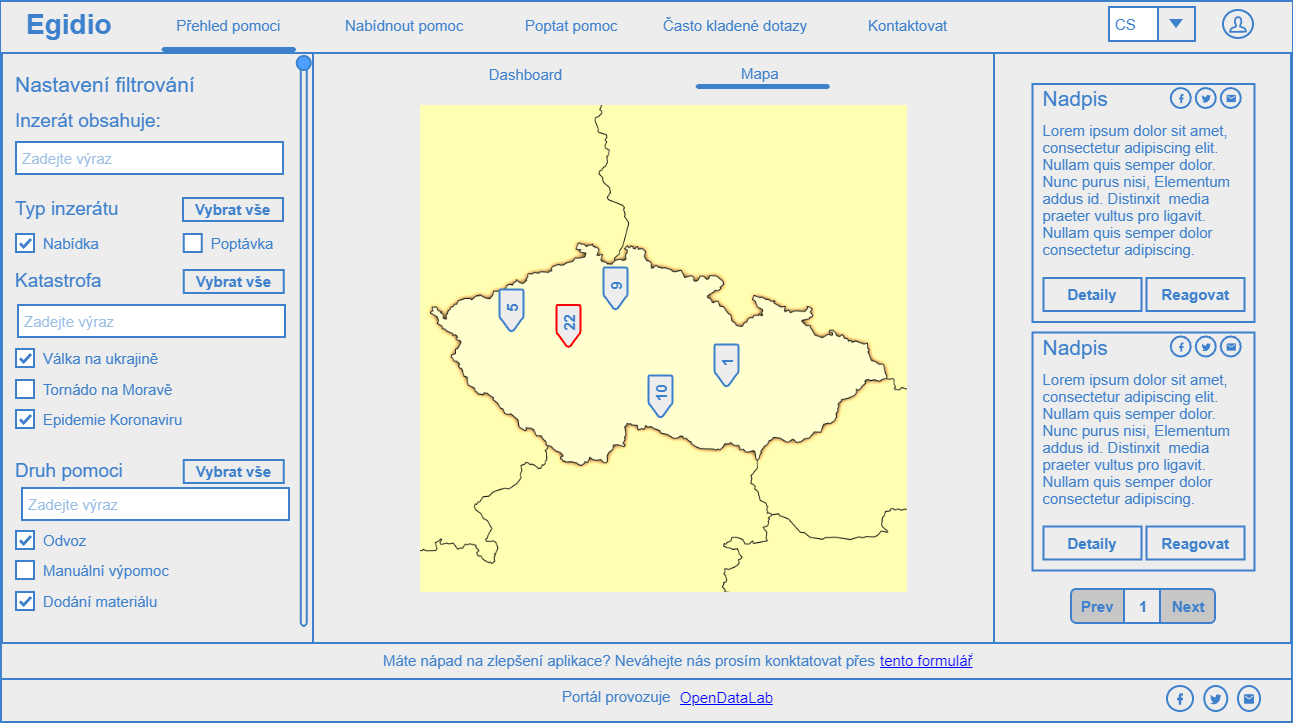 Egidio
Přehled pomoci
Nabídnout pomoc
Poptat pomoc
Často kladené dotazy
Kontaktovat
CS
Nastavení filtrování
Inzerát obsahuje:
Zadejte výraz
Typ inzerátu
Vybrat vše
Nabídka
Poptávka
Katastrofa
Vybrat vše
Zadejte výraz
Válka na ukrajině
Tornádo na Moravě
Epidemie Koronaviru
Druh pomoci
Vybrat vše
Zadejte výraz
Odvoz
Manuální výpomoc
Dodání materiálu
Dashboard
Mapa
5
22
9
10
1
Nadpis
Lorem ipsum dolor sit amet,
consectetur adipiscing elit.
Nullam quis semper dolor.
Nunc purus nisi, Elementum
addus id. Distinxit  media
praeter vultus pro ligavit.
Nullam quis semper dolor
consectetur adipiscing.
Detaily
Reagovat
Nadpis
Lorem ipsum dolor sit amet,
consectetur adipiscing elit.
Nullam quis semper dolor.
Nunc purus nisi, Elementum
addus id. Distinxit  media
praeter vultus pro ligavit.
Nullam quis semper dolor
consectetur adipiscing.
Detaily
Reagovat
Prev
1
Next
Máte nápad na zlepšení aplikace? Neváhejte nás prosím konktatovat přes tento formulář
Portál provozuje OpenDataLab